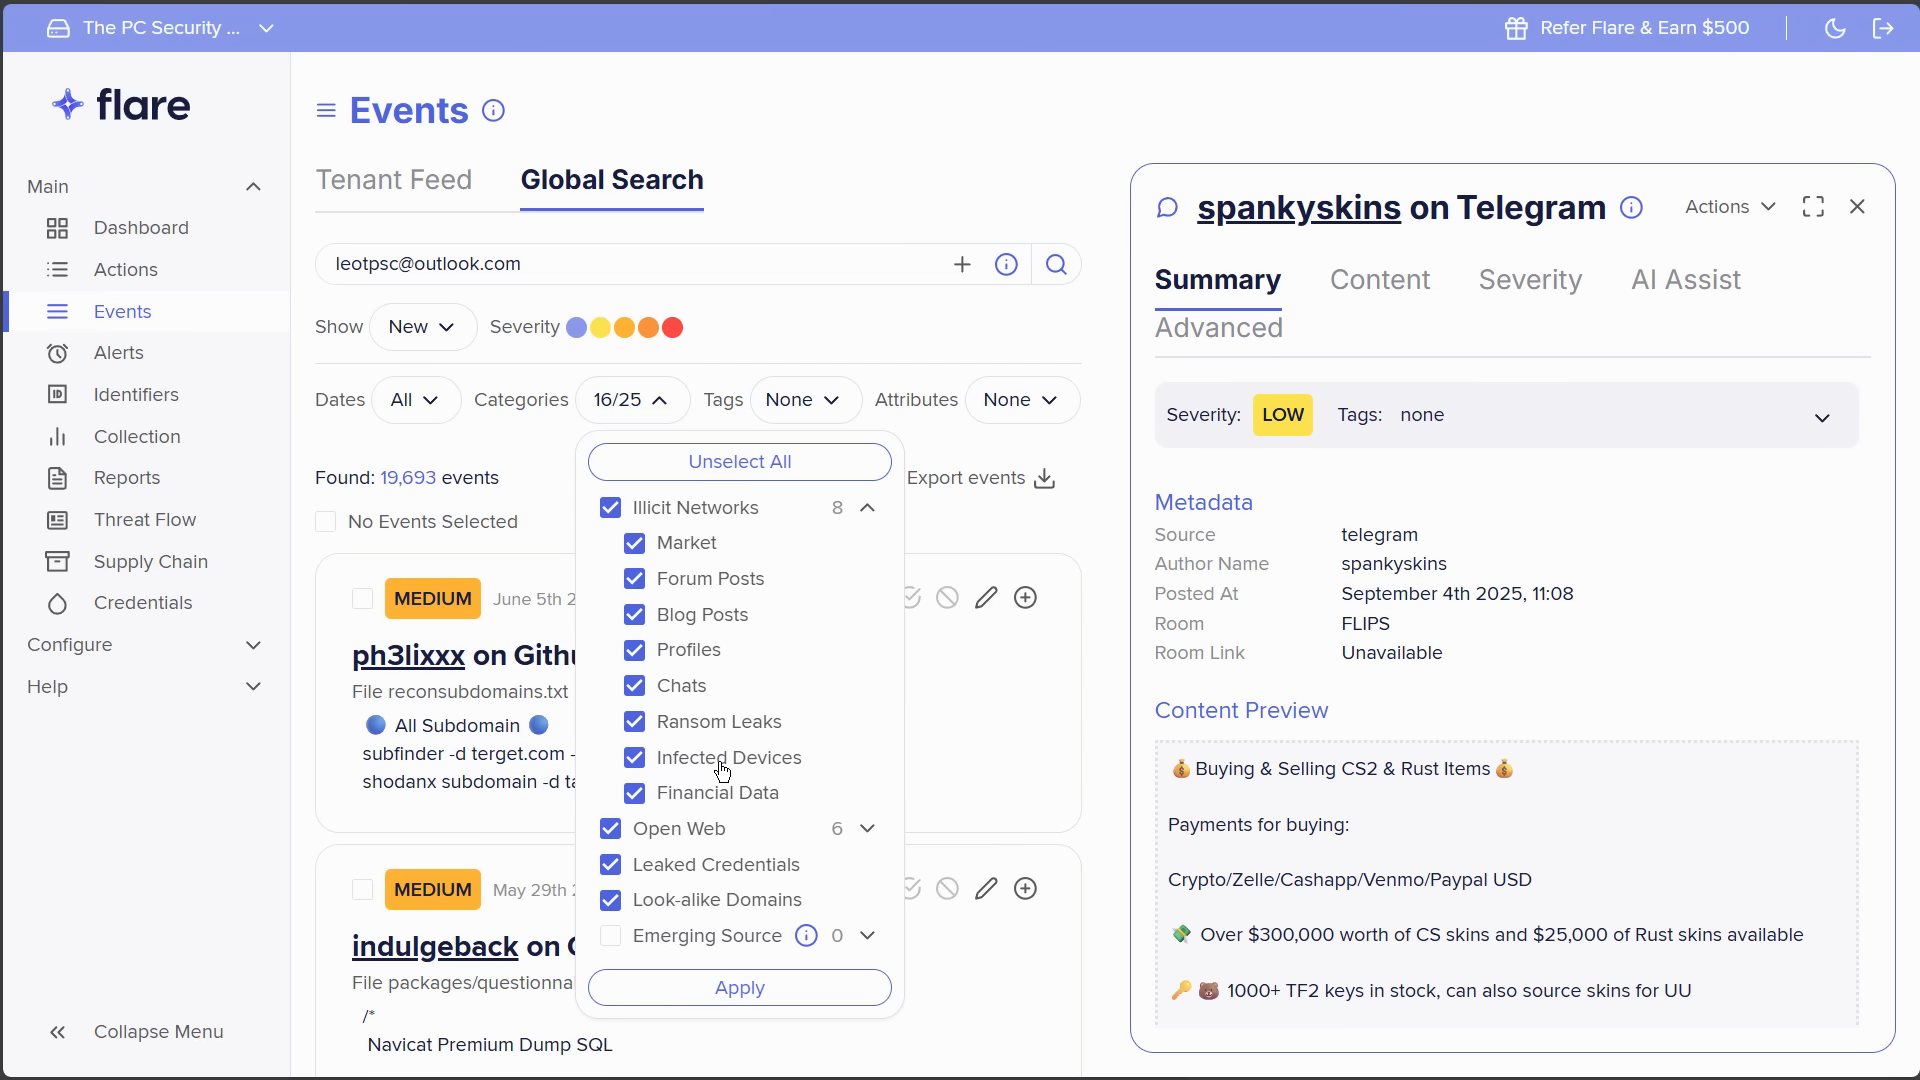 The PC Security ...
Refer Flare & Earn $500
flare
Main
Dashboard
Actions
Events
Alerts
Identifiers
Collection
Reports
Threat Flow
Supply Chain
Credentials
Configure
Help
Collapse Menu
Events
Tenant Feed
Global Search
leotpsc@outlook.com
Show New Severity
Dates All Categories 16/25 Tags None Attributes None
Found: 19,693 events
Export events
No Events Selected
Unselect All
Illicit Networks 8
Market
Forum Posts
Blog Posts
Profiles
Chats
Ransom Leaks
Infected Devices
Financial Data
Open Web 6
Leaked Credentials
Look-alike Domains
Emerging Source 0
Apply
MEDIUM June 5th 2
ph3lixxx on Githu
File reconsubdomains.txt
🔵 All Subdomain 🔵
subfinder -d terget.com -
shodanx subdomain -d ta
MEDIUM May 29th
indulgeback on
File packages/questionna
/*
Navicat Premium Dump SQL
spankyskins on Telegram
Actions
Summary
Content
Severity
AI Assist
Advanced
Severity: LOW Tags: none
Metadata
Source telegram
Author Name spankyskins
Posted At September 4th 2025, 11:08
Room FLIPS
Room Link Unavailable
Content Preview
💰Buying & Selling CS2 & Rust Items💰
Payments for buying:
Crypto/Zelle/Cashapp/Venmo/Paypal USD
💸 Over $300,000 worth of CS skins and $25,000 of Rust skins available
🔑 🐻 1000+ TF2 keys in stock, can also source skins for UU